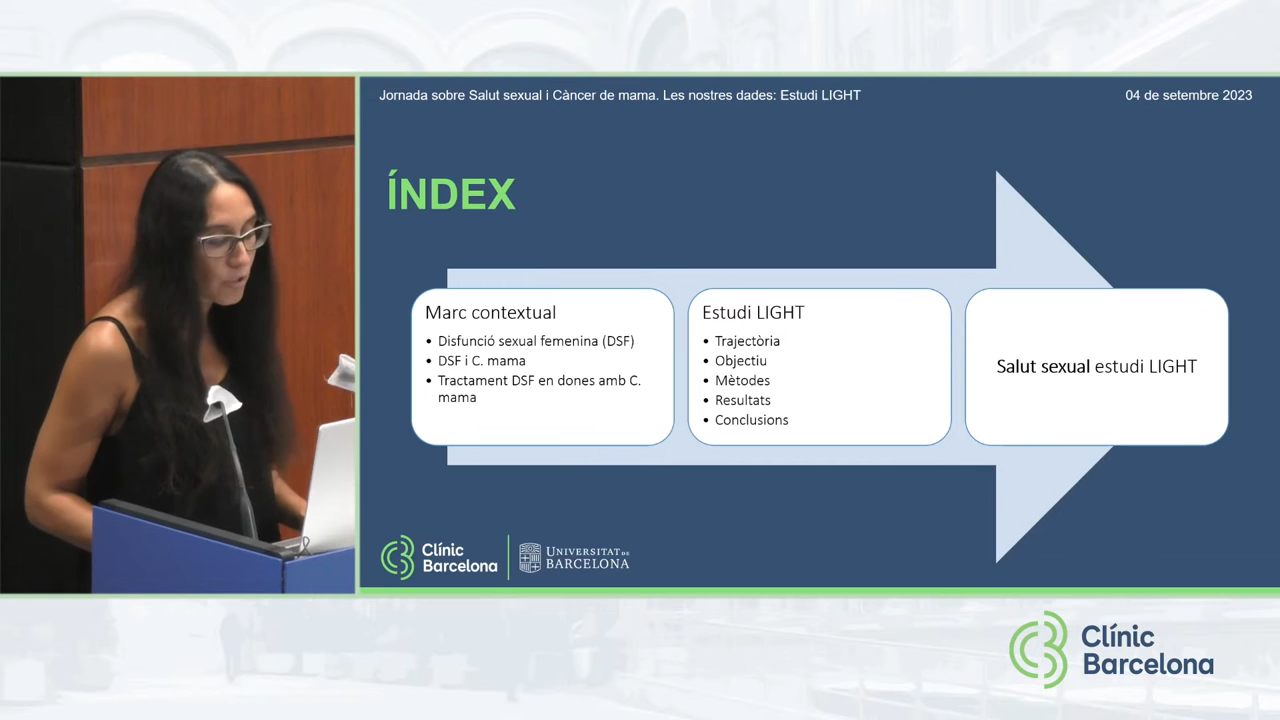 Jornada sobre Salut sexual i Càncer de mama. Les nostres dades: Estudi LIGHT
04 de setembre 2023
ÍNDEX
Marc contextual
• Disfunció sexual femenina (DSF)
• DSF i C. mama
• Tractament DSF en dones amb C.
mama
Estudi LIGHT
• Trajectòria
• Objectiu
• Mètodes
• Resultats
• Conclusions
Salut sexual estudi LIGHT
Clínic
Barcelona
UNIVERSITAT DE
BARCELONA
Clínic
Barcelona